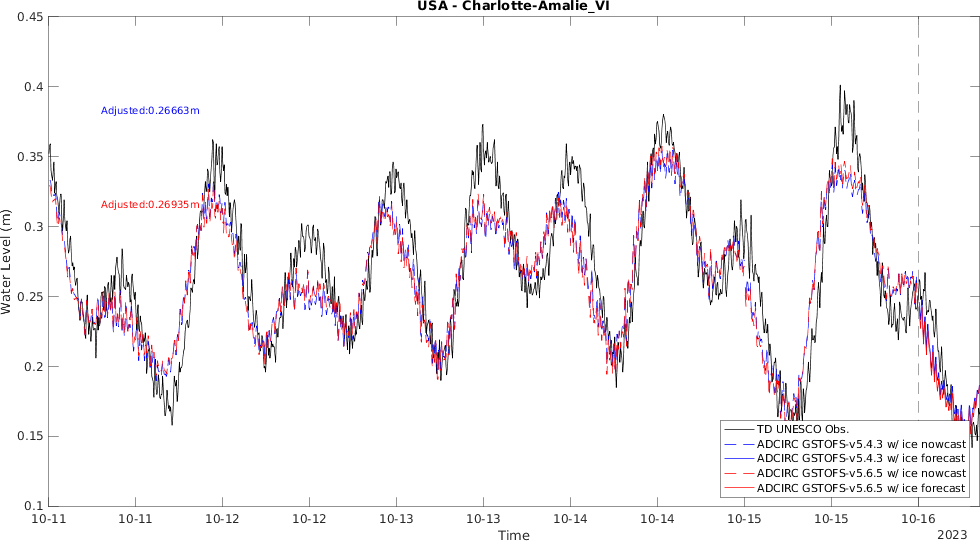 USA - Charlotte-Amalie_VI
0.45
0.4
0.35
0.3
0.25
0.2
0.15
0.1
Water Level (m)
Adjusted:0.26663m
Adjusted:0.26935m
TD UNESCO Obs.
ADCIRC GSTOFS-v5.4.3 w/ ice nowcast
ADCIRC GSTOFS-v5.4.3 w/ ice forecast
ADCIRC GSTOFS-v5.6.5 w/ ice nowcast
ADCIRC GSTOFS-v5.6.5 w/ ice forecast
10-11 10-11 10-12 10-12 10-13 10-13 10-14 10-14 10-15 10-15 10-16
Time
2023